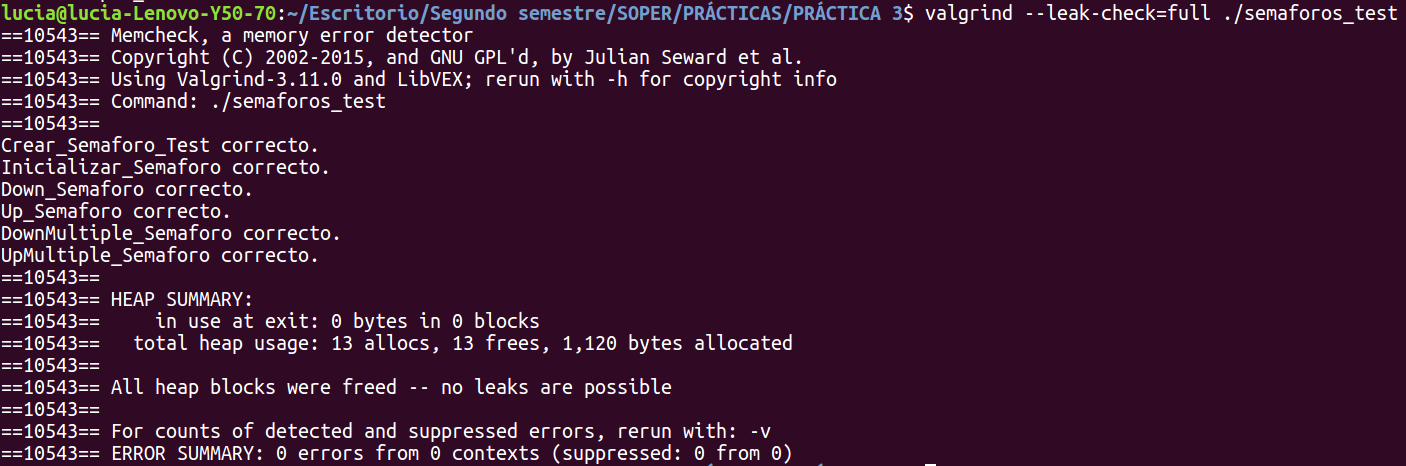 lucia@lucia-Lenovo-Y50-70:~/Escritorio/Segundo semestre/SOPER/PRÁCTICAS/PRÁCTICA 3$ valgrind --leak-check=full ./semaforos_test
==10543== Memcheck, a memory error detector
==10543== Copyright (C) 2002-2015, and GNU GPL'd, by Julian Seward et al.
==10543== Using Valgrind-3.11.0 and LibVEX; rerun with -h for copyright info
==10543== Command: ./semaforos_test
==10543==
Crear_Semaforo_Test correcto.
Inicializar_Semaforo correcto.
Down_Semaforo correcto.
Up_Semaforo correcto.
DownMultiple_Semaforo correcto.
UpMultiple_Semaforo correcto.
==10543==
==10543== HEAP SUMMARY:
==10543==     in use at exit: 0 bytes in 0 blocks
==10543==   total heap usage: 13 allocs, 13 frees, 1,120 bytes allocated
==10543==
==10543== All heap blocks were freed -- no leaks are possible
==10543==
==10543== For counts of detected and suppressed errors, rerun with: -v
==10543== ERROR SUMMARY: 0 errors from 0 contexts (suppressed: 0 from 0)